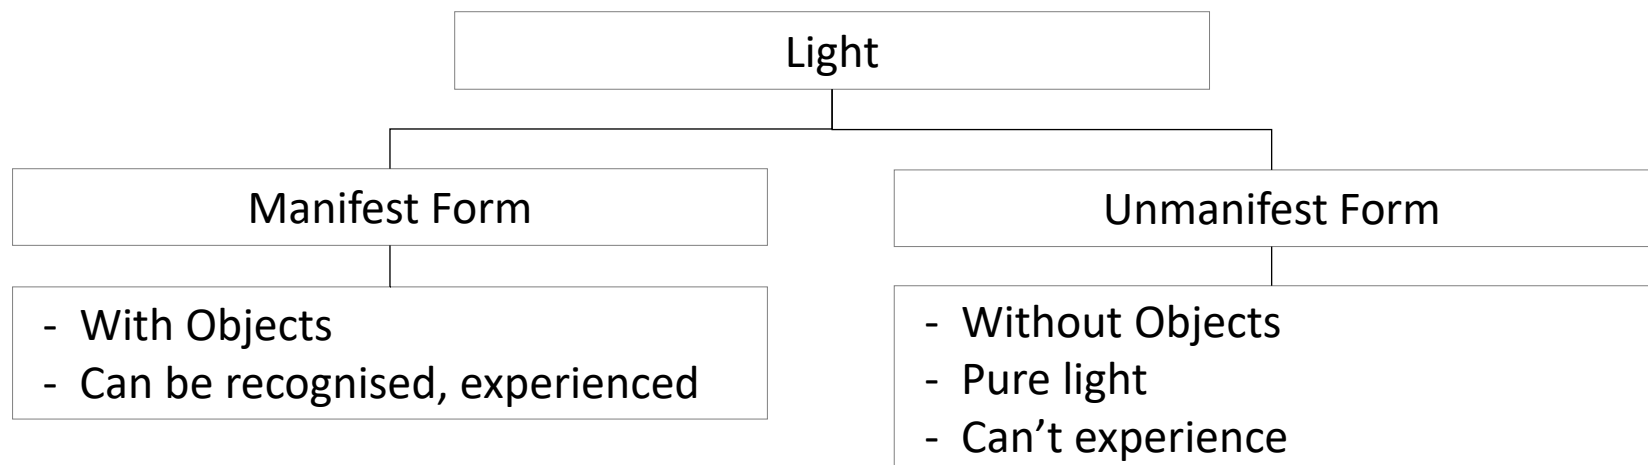 Light
Manifest Form
Unmanifest Form
- With Objects
- Can be recognised, experienced
- Without Objects
- Pure light
- Can’t experience